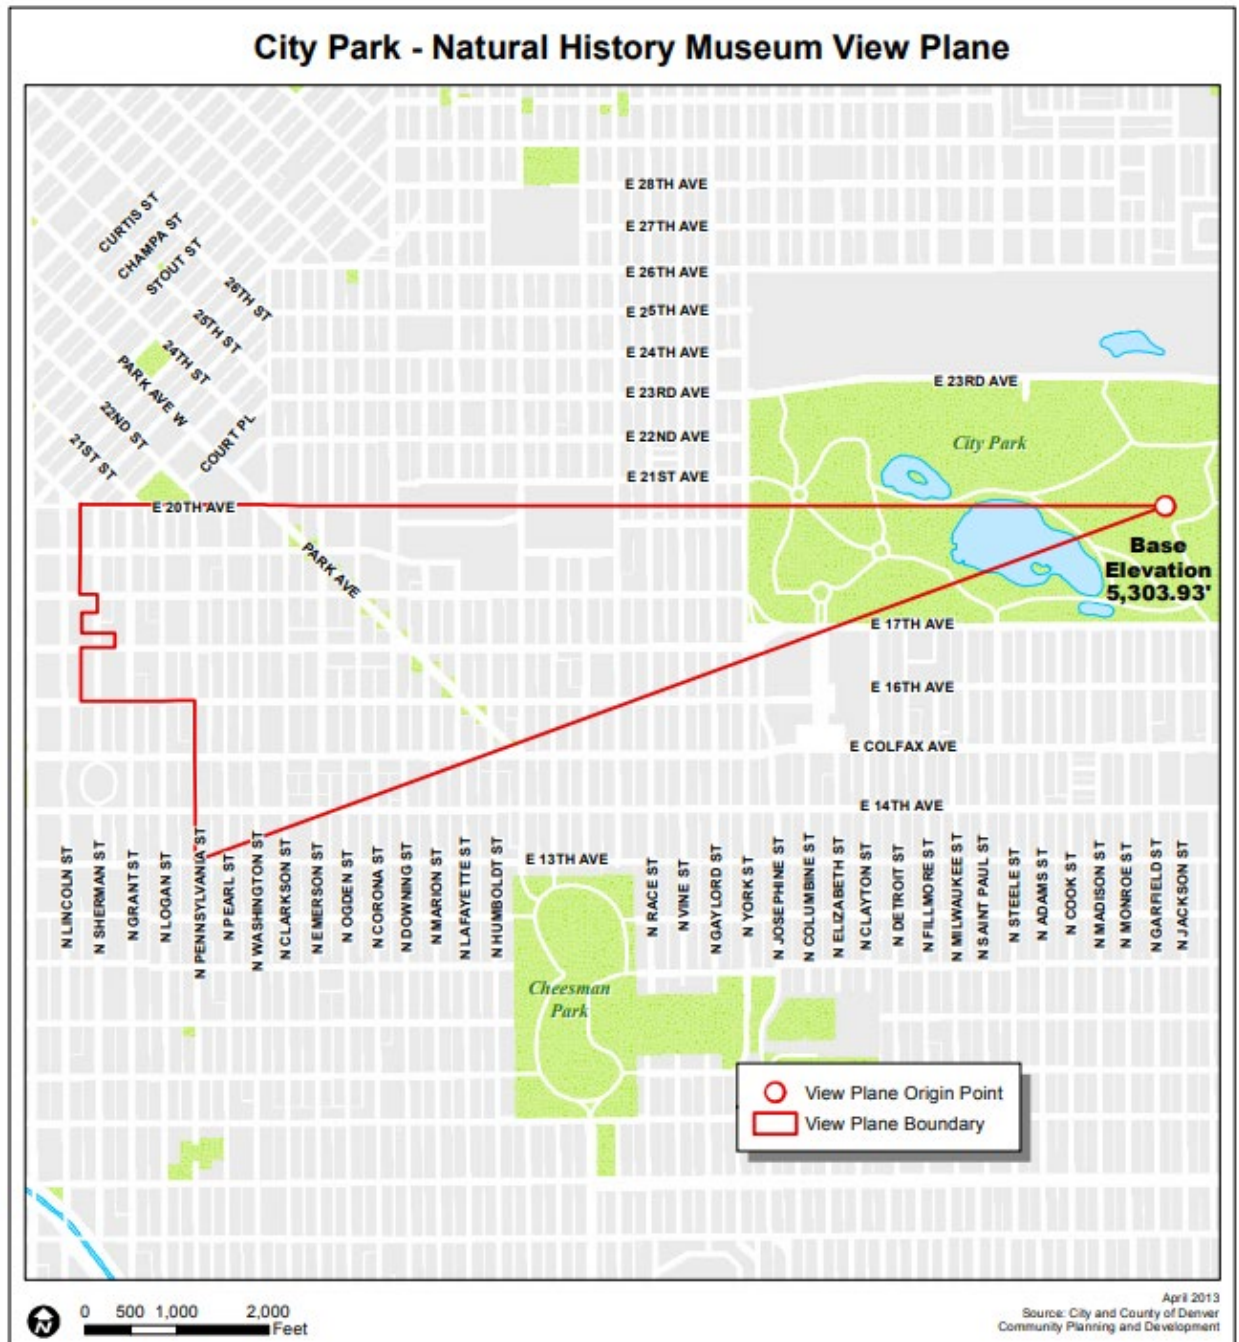 City Park - Natural History Museum View Plane
E 28TH AVE
CURTIS ST
CHAMPA ST
STOUT ST
E 27TH AVE
E 26TH AVE
26TH ST
25TH ST
E 25TH AVE
24TH ST
E 24TH AVE
PARK AVE W
E 23RD AVE
E 23RD AVE
22ND ST
COURT PL
21ST ST
E 22ND AVE
City Park
E 21ST AVE
E 20TH AVE
PARK AVE
Base
Elevation
5,303.93'
E 17TH AVE
E 16TH AVE
E COLFAX AVE
E 14TH AVE
E 13TH AVE
N LINCOLN ST
N SHERMAN ST
N GRANT ST
N LOGAN ST
N PENNSYLVANIA ST
N PEARL ST
N WASHINGTON ST
N CLARKSON ST
N EMERSON ST
N OGDEN ST
N CORONA ST
N DOWNING ST
N MARION ST
N LAFAYETTE ST
N HUMBOLDT ST
N RACE ST
N VINE ST
N GAYLORD ST
N YORK ST
N JOSEPHINE ST
N COLUMBINE ST
N ELIZABETH ST
N CLAYTON ST
N DETROIT ST
N FILLMORE ST
N MILWAUKEE ST
N SAINT PAUL ST
N STEELE ST
N ADAMS ST
N COOK ST
N MADISON ST
N MONROE ST
N GARFIELD ST
N JACKSON ST
Cheesman
Park
View Plane Origin Point
View Plane Boundary
N
0 500 1,000 2,000
Feet
April 2013
Source: City and County of Denver
Community Planning and Development